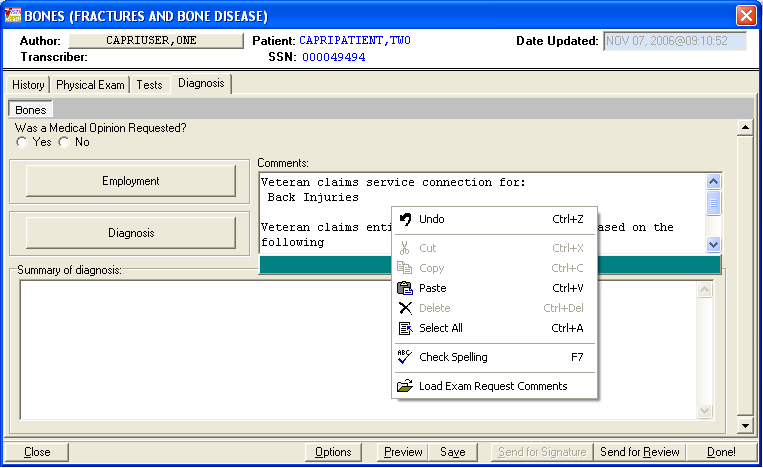 BONES (FRACTURES AND BONE DISEASE)
Author: CAPRIUSER,ONE Patient: CAPRIPATIENT,TWO Date Updated: NOV 07, 2006@09:10:52
Transcriber: SSN: 000049494
History Physical Exam Tests Diagnosis
Bones
Was a Medical Opinion Requested?
Yes No
Employment
Diagnosis
Comments:
Veteran claims service connection for:
Back Injuries
Veteran claims enti ased on the
following
Undo Ctrl+Z
Cut Ctrl+X
Copy Ctrl+C
Paste Ctrl+V
Delete Ctrl+Del
Select All Ctrl+A
ABC Check Spelling F7
Load Exam Request Comments
Summary of diagnosis:
Close Options Preview Save Send for Signature Send for Review Done!